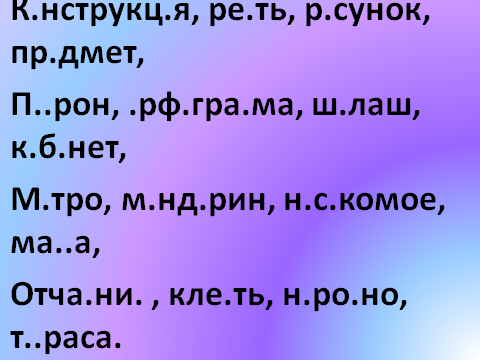 К.нструкц.я, ре.ть, р.сунок,
пр.дмет,
П..рон, .рф.гра.ма, ш.лаш,
к.б.нет,
М.тро, м.нд.рин, н.с.комое,
ма..а,
Отча.ни. , кле.ть, н.ро.но,
т..раса.